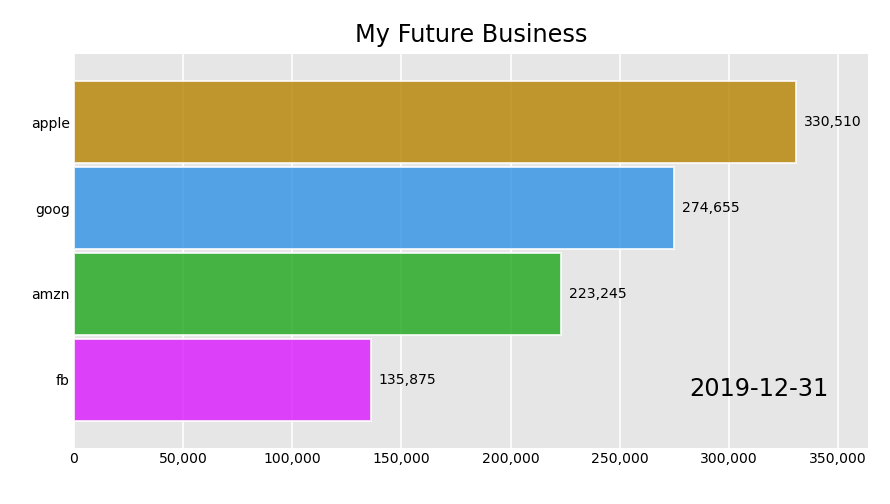 My Future Business
apple 330,510
goog 274,655
amzn 223,245
fb 135,875
2019-12-31
0 50,000 100,000 150,000 200,000 250,000 300,000 350,000